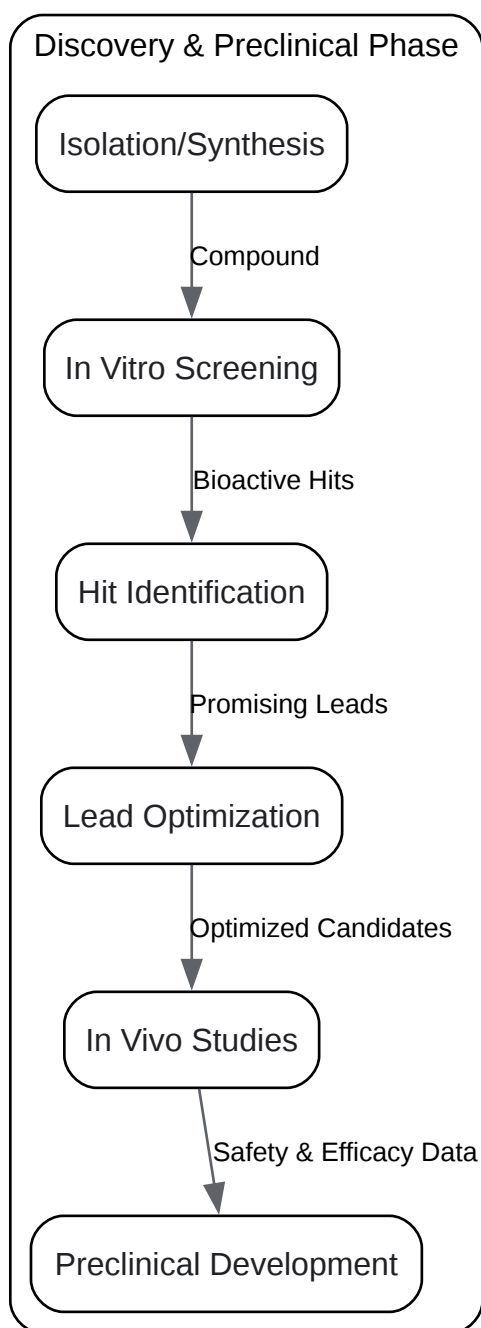 Discovery & Preclinical Phase
Isolation/Synthesis
Compound
In Vitro Screening
Bioactive Hits
Hit Identification
Promising Leads
Lead Optimization
Optimized Candidates
In Vivo Studies
Safety & Efficacy Data
Preclinical Development